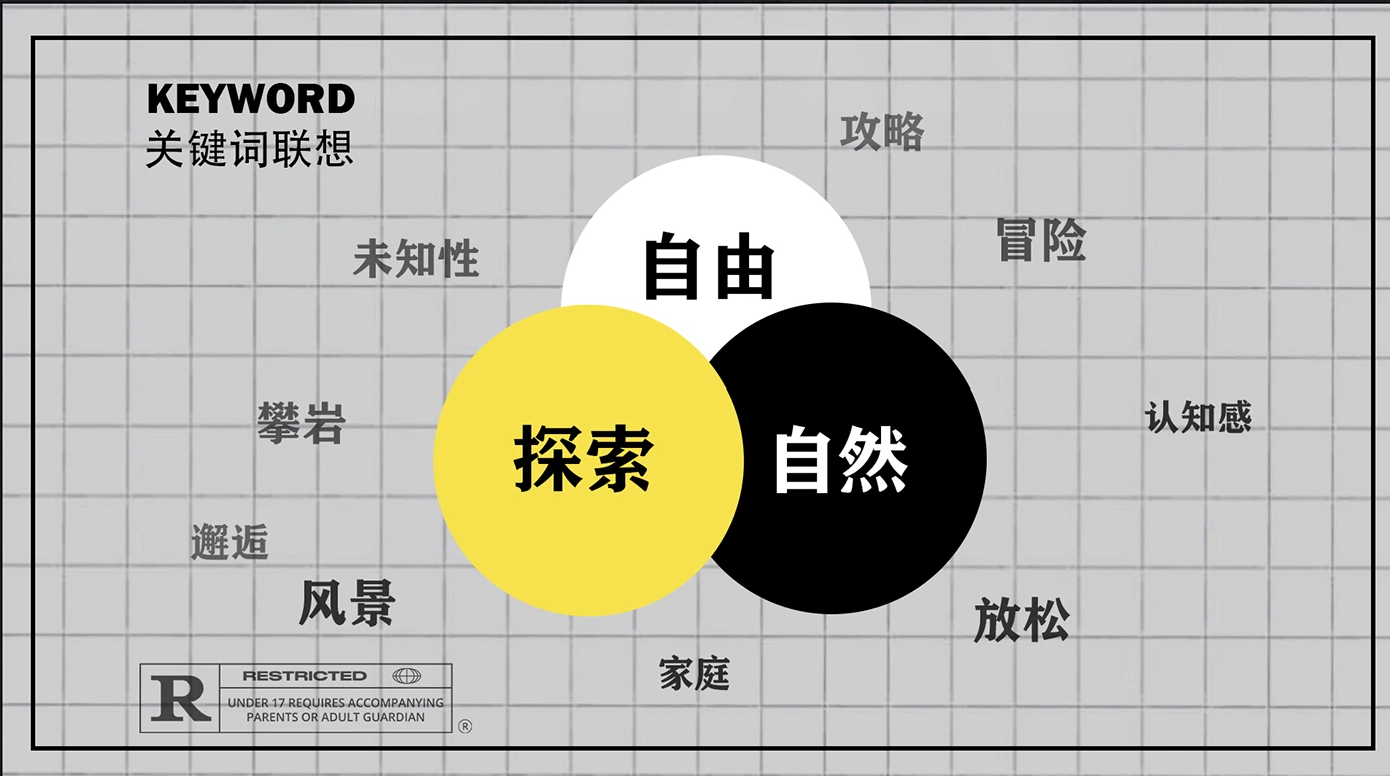 KEYWORD
关键词联想
攻略
冒险
未知性
自由
攀岩
认知感
探索
自然
邂逅
风景
放松
家庭
R
RESTRICTED
UNDER 17 REQUIRES ACCOMPANYING
PARENTS OR ADULT GUARDIAN
®